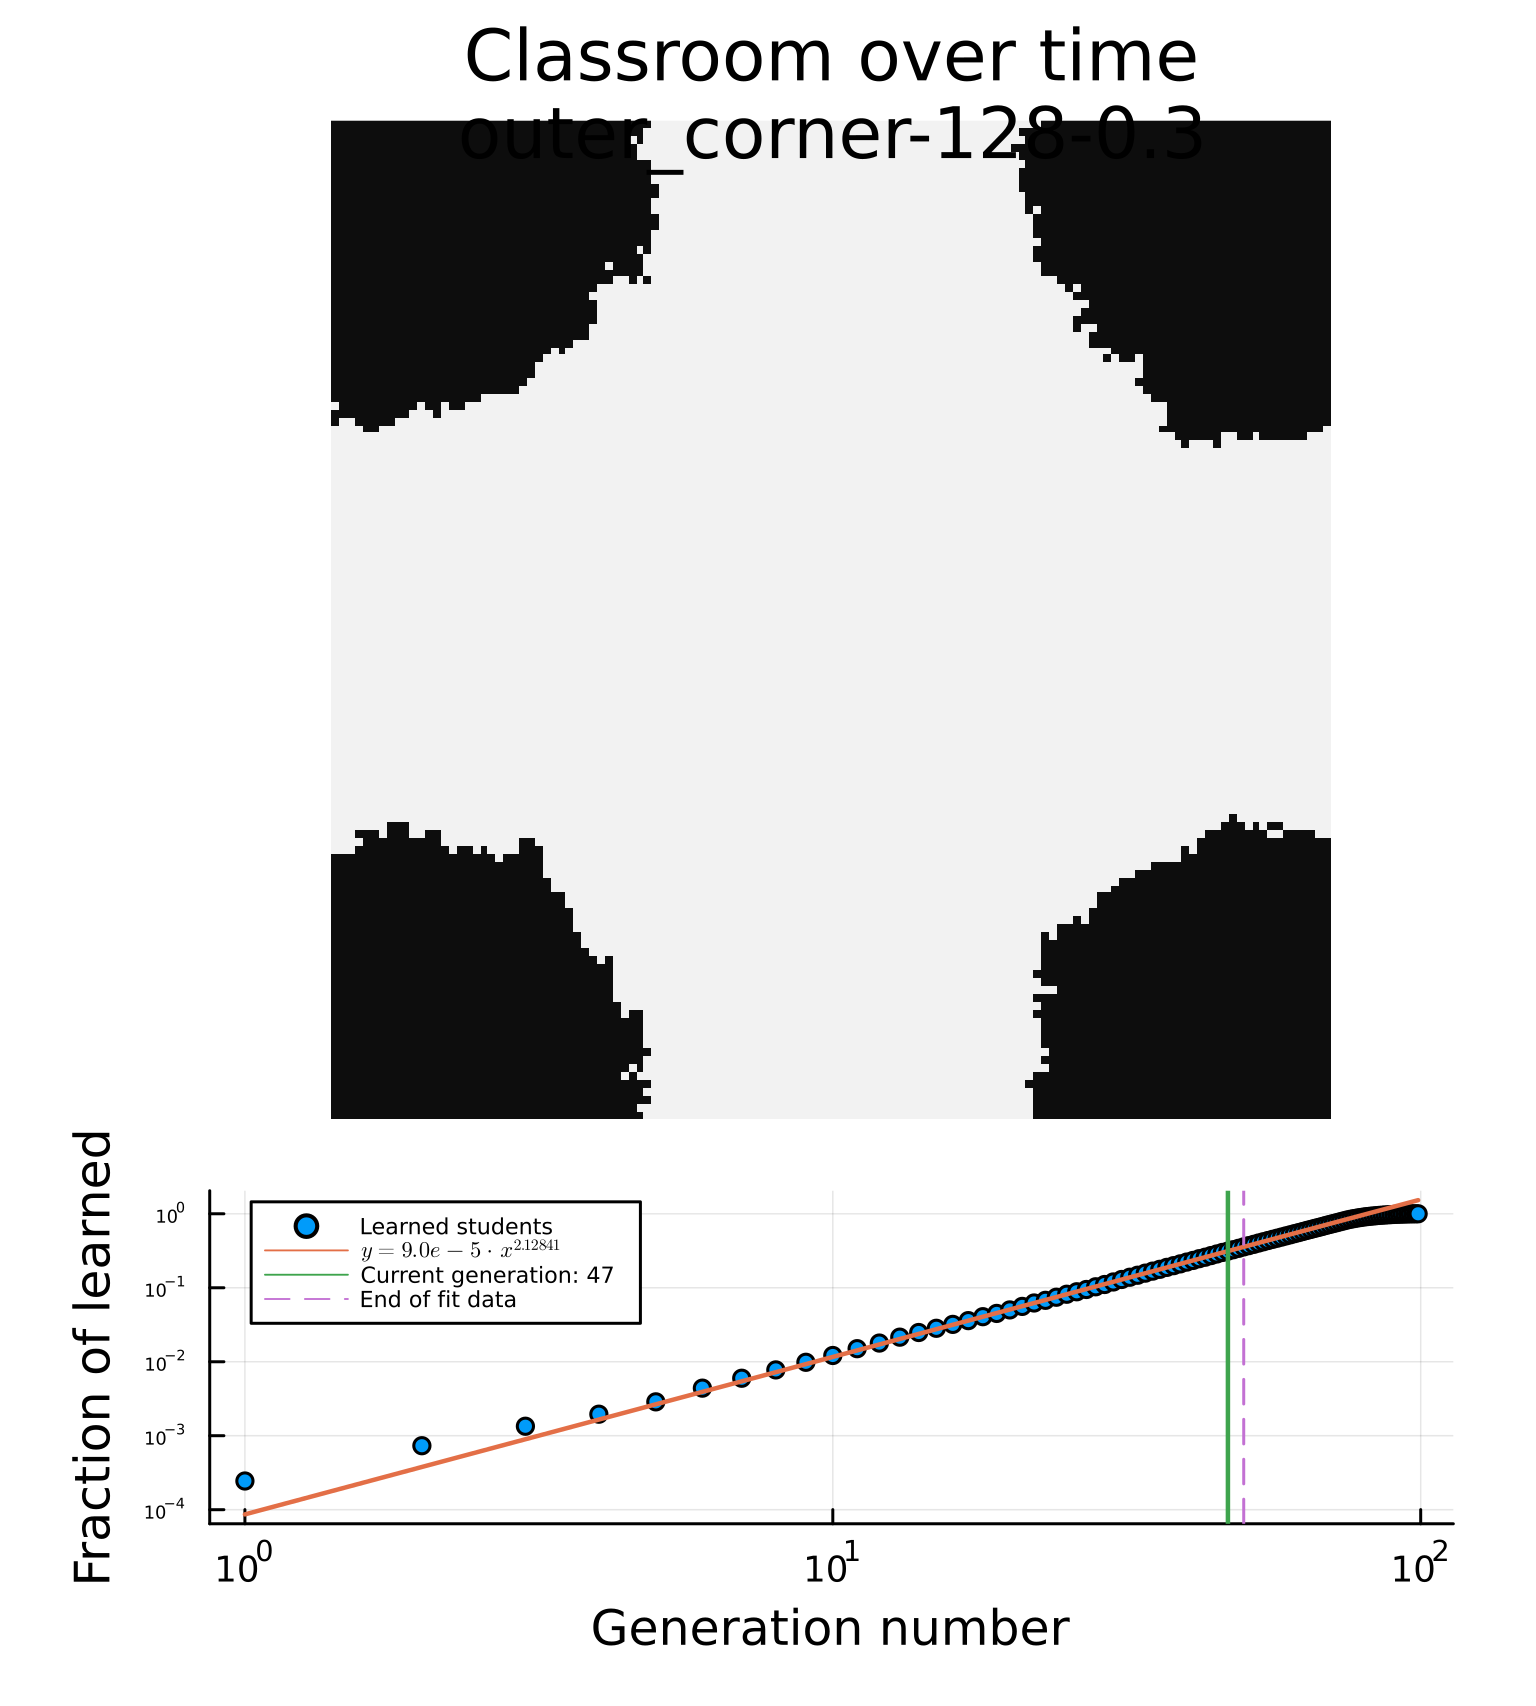 Classroom over time
outer_corner-128-0.3
Fraction of learned
10^0
10^-1
10^-2
10^-3
10^-4
Learned students
y = 9.0e − 5 · x^2.12841
Current generation: 47
End of fit data
10^0 10^1 10^2
Generation number